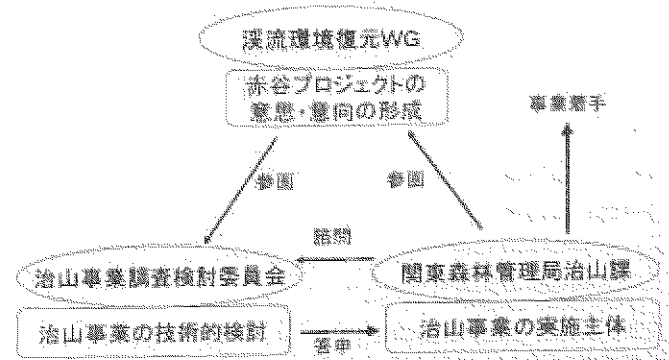 渓流環境復元WG
赤谷プロジェクトの
意思・意向の形成
事業着手
参画
参画
諮問
治山事業調査検討委員会
関東森林管理局治山課
治山事業の技術的検討
治山事業の実施主体
答申